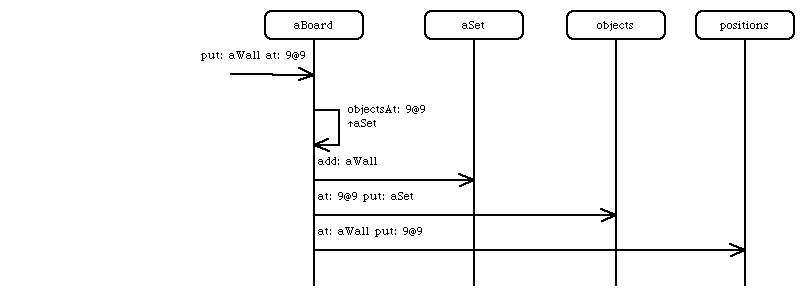 aBoard
aSet
objects
positions
put: aWall at: 9@9
objectsAt: 9@9
↑aSet
add: aWall
at: 9@9 put: aSet
at: aWall put: 9@9